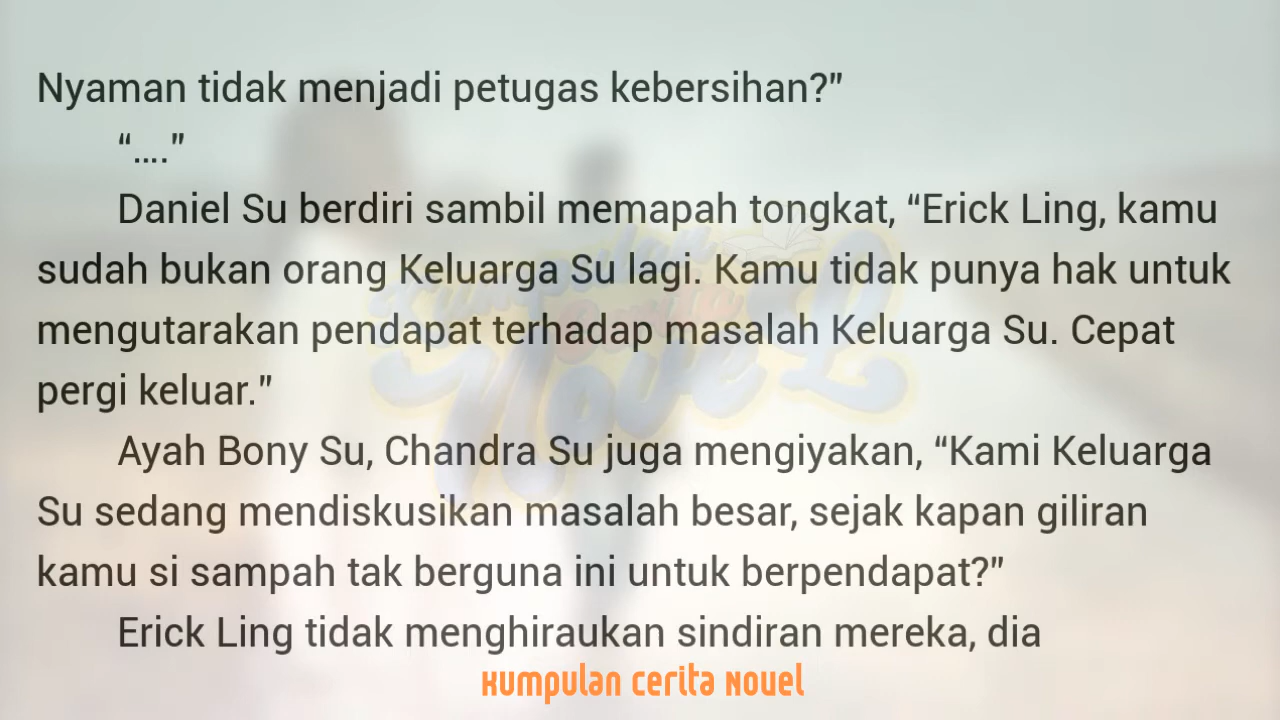 Nyaman tidak menjadi petugas kebersihan?”
“....”
Daniel Su berdiri sambil memapah tongkat, “Erick Ling, kamu
sudah bukan orang Keluarga Su lagi. Kamu tidak punya hak untuk
mengutarakan pendapat terhadap masalah Keluarga Su. Cepat
pergi keluar.”
Ayah Bony Su, Chandra Su juga mengiyakan, “Kami Keluarga
Su sedang mendiskusikan masalah besar, sejak kapan giliran
kamu si sampah tak berguna ini untuk berpendapat?”
Erick Ling tidak menghiraukan sindiran mereka, dia
Kumpulan Cerita Novel